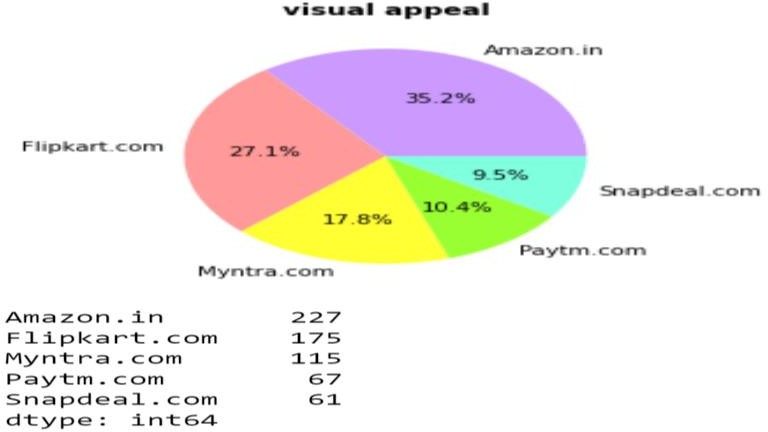 visual appeal
Amazon.in
35.2%
Flipkart.com
27.1%
9.5%
Snapdeal.com
10.4%
17.8%
Paytm.com
Myntra.com
Amazon.in 227
Flipkart.com 175
Myntra.com 115
Paytm.com 67
Snapdeal.com 61
dtype: int64